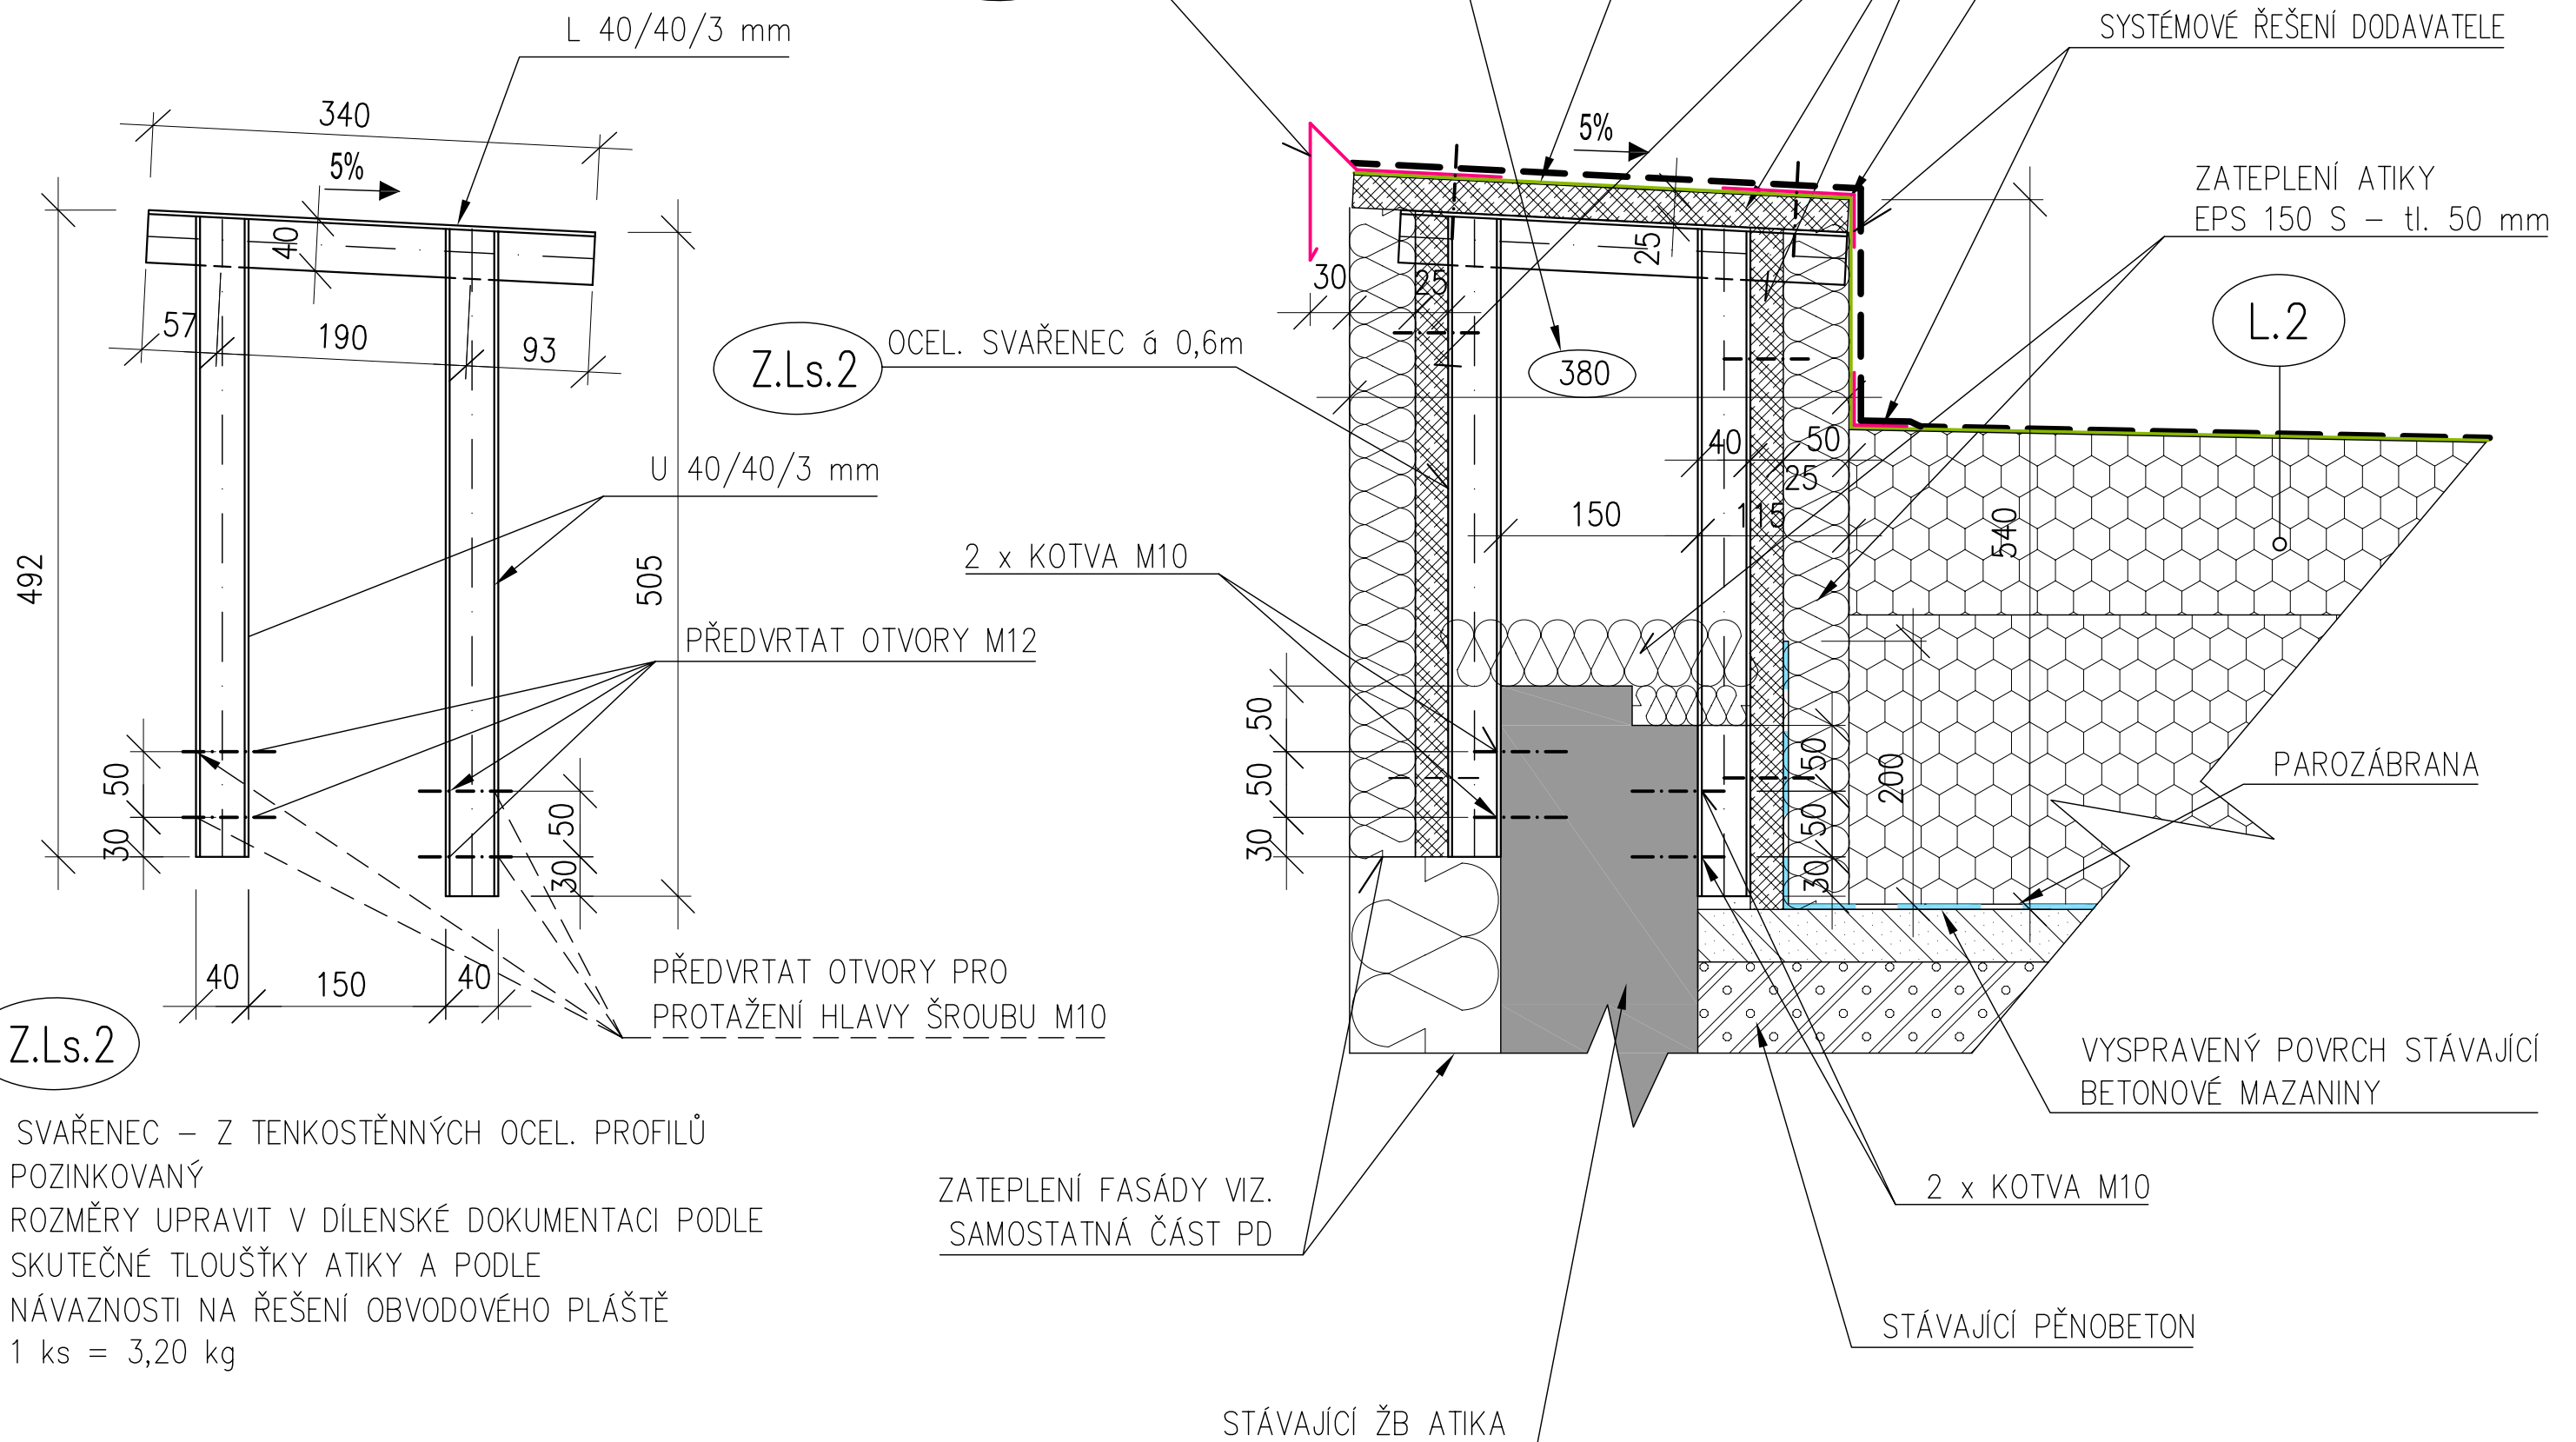 L 40/40/3 mm
340
5%
40
57
190
93
492
505
U 40/40/3 mm
PŘEDVRTAT OTVORY M12
50
30
50
30
40
150
40
PŘEDVRTAT OTVORY PRO
PROTAŽENÍ HLAVY ŠROUBU M10
Z.Ls.2
SVAŘENEC – Z TENKOSTĚNNÝCH OCEL. PROFILŮ
POZINKOVANÝ
ROZMĚRY UPRAVIT V DÍLENSKÉ DOKUMENTACI PODLE
SKUTEČNÉ TLOUŠŤKY ATIKY A PODLE
NÁVAZNOSTI NA ŘEŠENÍ OBVODOVÉHO PLÁŠTĚ
1 ks = 3,20 kg
SYSTÉMOVÉ ŘEŠENÍ DODAVATELE
5%
ZATEPLENÍ ATIKY
EPS 150 S – tl. 50 mm
25
30
25
Z.Ls.2
OCEL. SVAŘENEC á 0,6m
380
L.2
40
50
25
150
115
540
2 x KOTVA M10
50
50
30
50
50
30
200
PAROZÁBRANA
VYSPRAVENÝ POVRCH STÁVAJÍCÍ
BETONOVÉ MAZANINY
2 x KOTVA M10
ZATEPLENÍ FASÁDY VIZ.
SAMOSTATNÁ ČÁST PD
STÁVAJÍCÍ PĚNOBETON
STÁVAJÍCÍ ŽB ATIKA